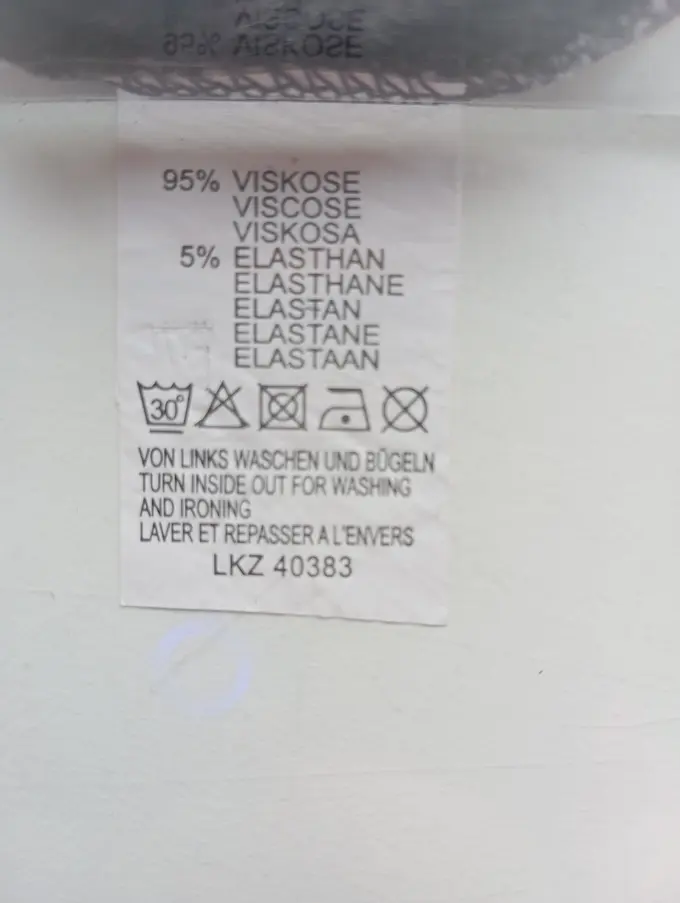 95% VISKOSE
VISCOSE
VISKOSA
5% ELASTHAN
ELASTHANE
ELASTAN
ELASTANE
ELASTAAN
30°
VON LINKS WASCHEN UND BÜGELN
TURN INSIDE OUT FOR WASHING
AND IRONING
LAVER ET REPASSER A L'ENVERS
LKZ 40383